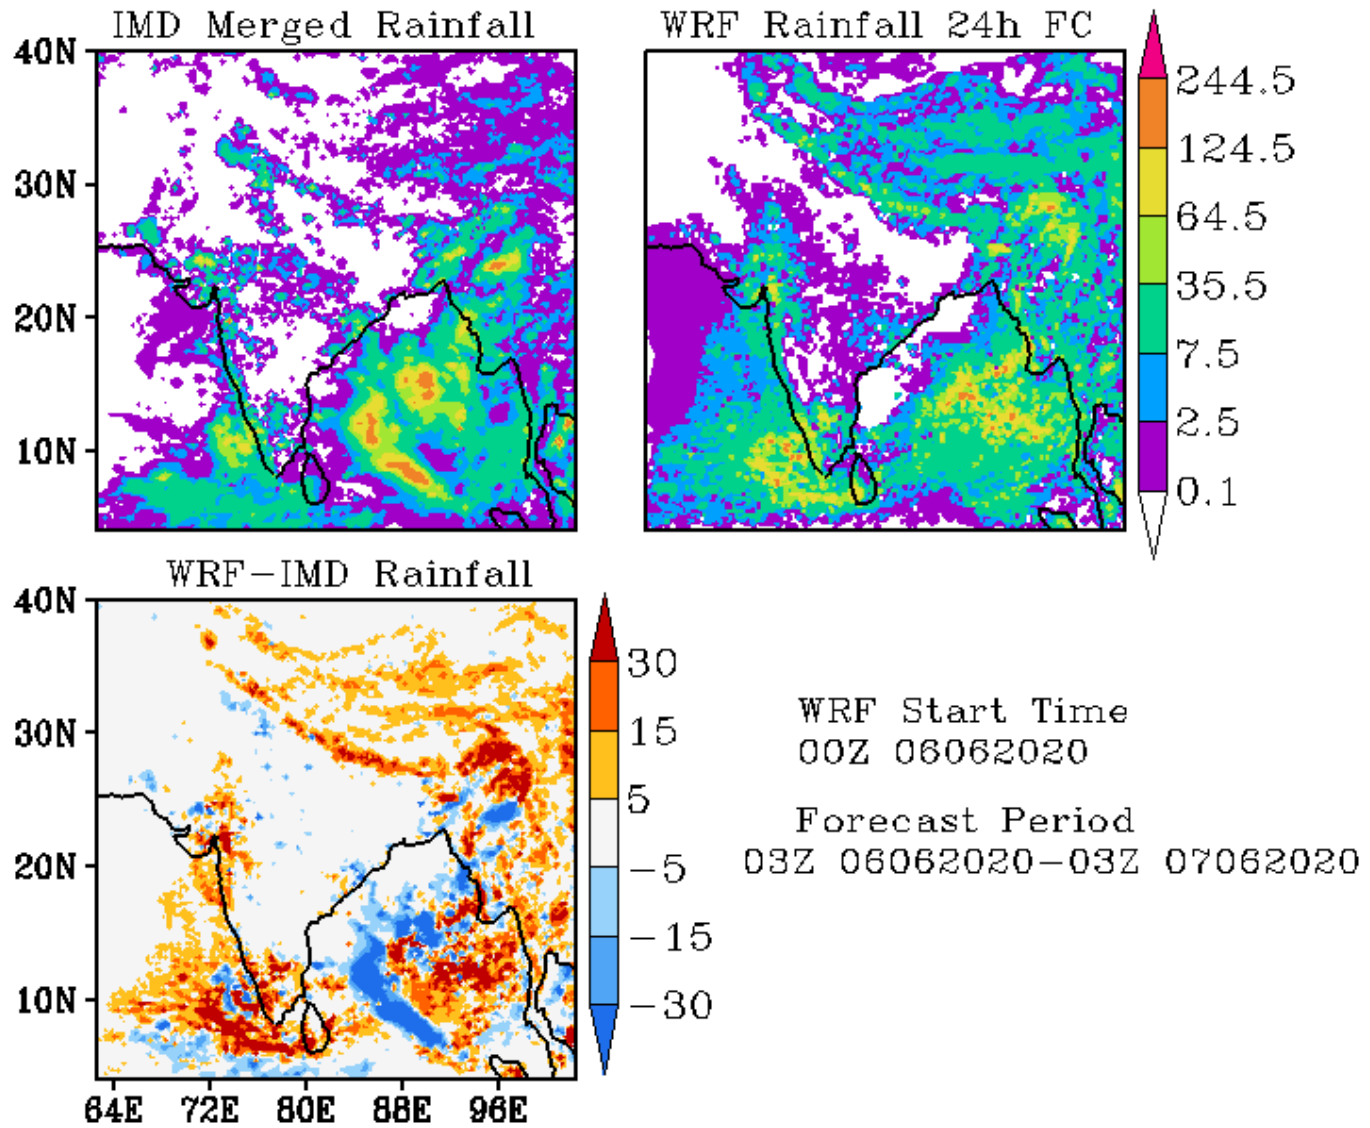 IMD Merged Rainfall
WRF Rainfall 24h FC
40N
30N
20N
10N
244.5
124.5
64.5
35.5
7.5
2.5
0.1
WRF-IMD Rainfall
40N
30N
20N
10N
64E 72E 80E 88E 96E
30
15
5
-5
-15
-30
WRF Start Time
00Z 06062020
Forecast Period
03Z 06062020-03Z 07062020